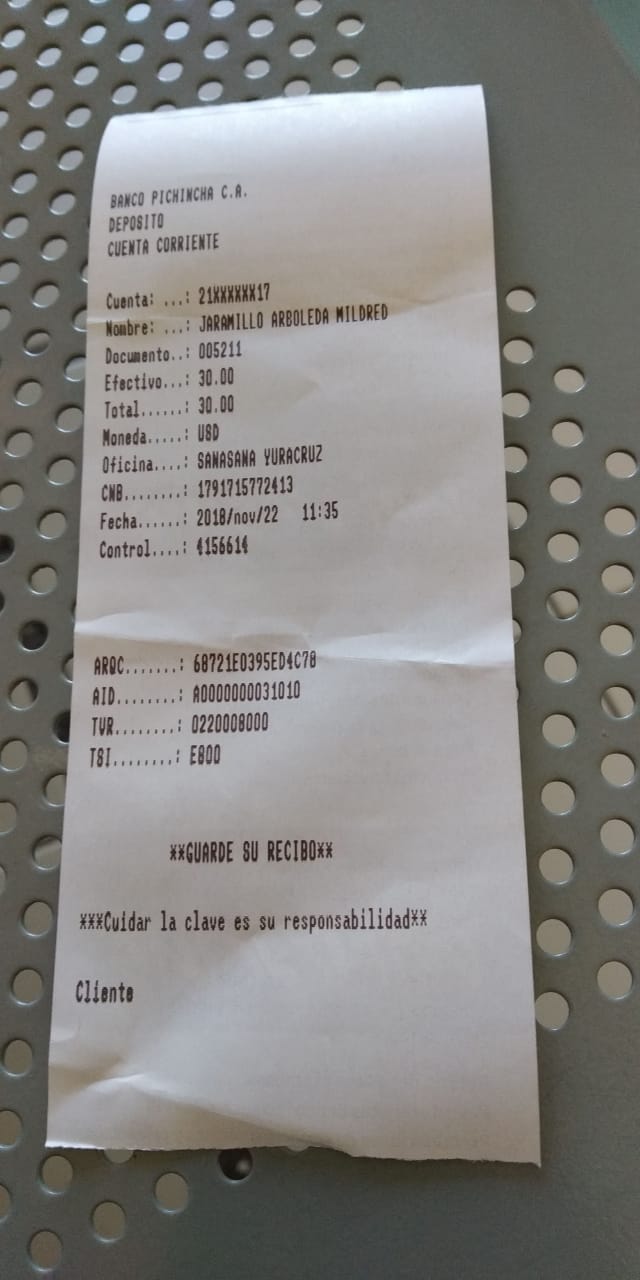 BANCO PICHINCHA C.A.
DEPOSITO
CUENTA CORRIENTE
Cuenta: ...: 21XXXXXX17
Nombre: ...: JARAMILLO ARBOLEDA MILDRED
Documento..: 005211
Efectivo...: 30.00
Total......: 30.00
Moneda.....: USD
Oficina....: SANASANA YURACRUZ
CNB........: 1791715772413
Fecha......: 2018/nov/22 11:35
Control....: 4156614
ARQC.......: 68721E0395ED4C78
AID........: A0000000031010
TVR........: 0220008000
TSI........: E800
**GUARDE SU RECIBO**
***Cuidar la clave es su responsabilidad**
Cliente